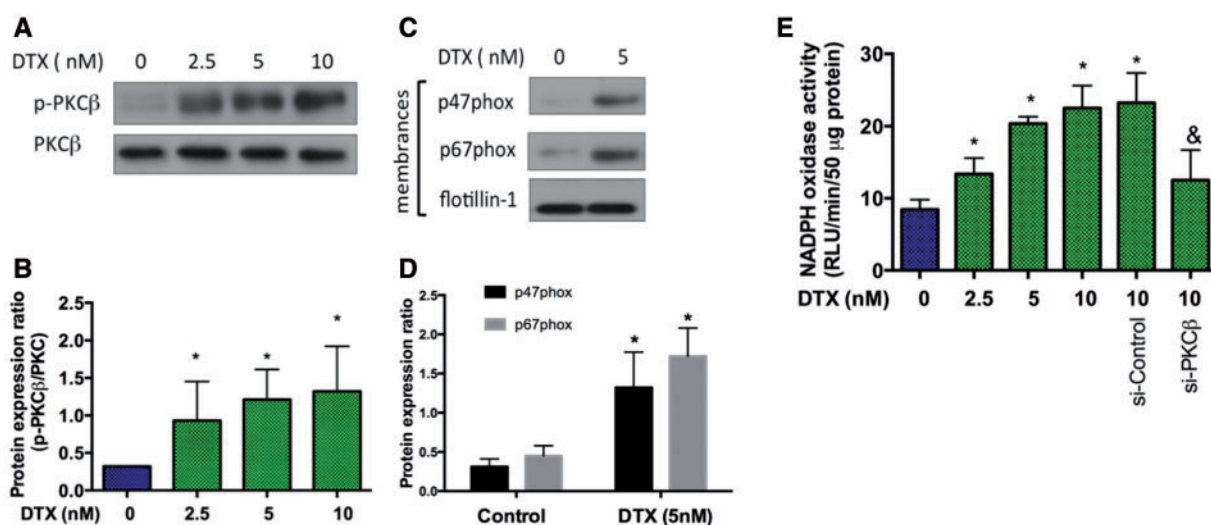 A
DTX ( nM) 0 2.5 5 10
p-PKCβ
PKCβ
B
Protein expression ratio
(p-PKCβ/PKC)
2.5
2.0
1.5
1.0
0.5
0.0
* * *
DTX (nM) 0 2.5 5 10
C
DTX ( nM) 0 5
membrances
p47phox
p67phox
flotillin-1
D
p47phox
p67phox
Protein expression ratio
2.5
2.0
1.5
1.0
0.5
0.0
* *
Control DTX (5nM)
E
NADPH oxidase activity
(RLU/min/50 µg protein)
30
20
10
0
* * * * &
DTX (nM) 0 2.5 5 10 10 10
si-Control
si-PKCβ